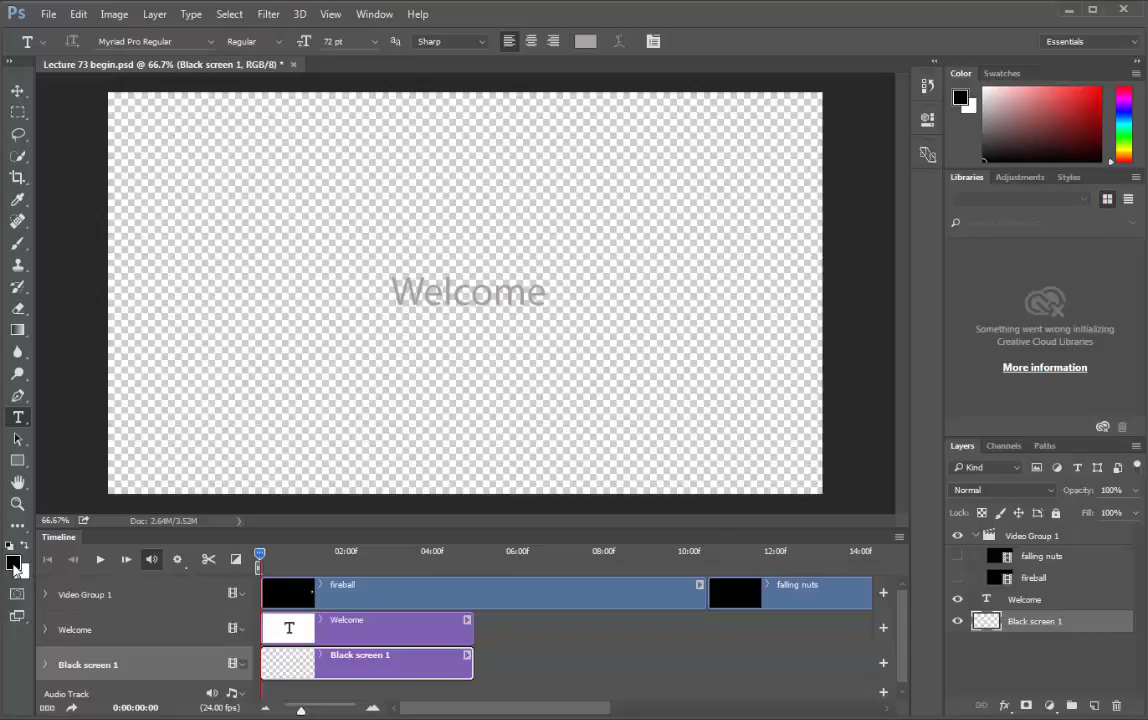 Ps File Edit Image Layer Type Select Filter 3D View Window Help
T Myriad Pro Regular Regular 72 pt aa Sharp Essentials
Lecture 73 begin.psd @ 66.7% (Black screen 1, RGB/8) * ×
Color Swatches
Libraries Adjustments Styles
Welcome
Something went wrong initializing
Creative Cloud Libraries
More information
Layers Channels Paths
Kind
Normal Opacity: 100%
Lock: Fill: 100%
Video Group 1
falling nuts
fireball
Welcome
Black screen 1
66.67% Doc: 2.64M/3.52M
Timeline
02:00f 04:00f 06:00f 08:00f 10:00f 12:00f 14:00f
Video Group 1 fireball falling nuts
Welcome T Welcome
Black screen 1 Black screen 1
Audio Track
0:00:00:00 (24.00 fps)